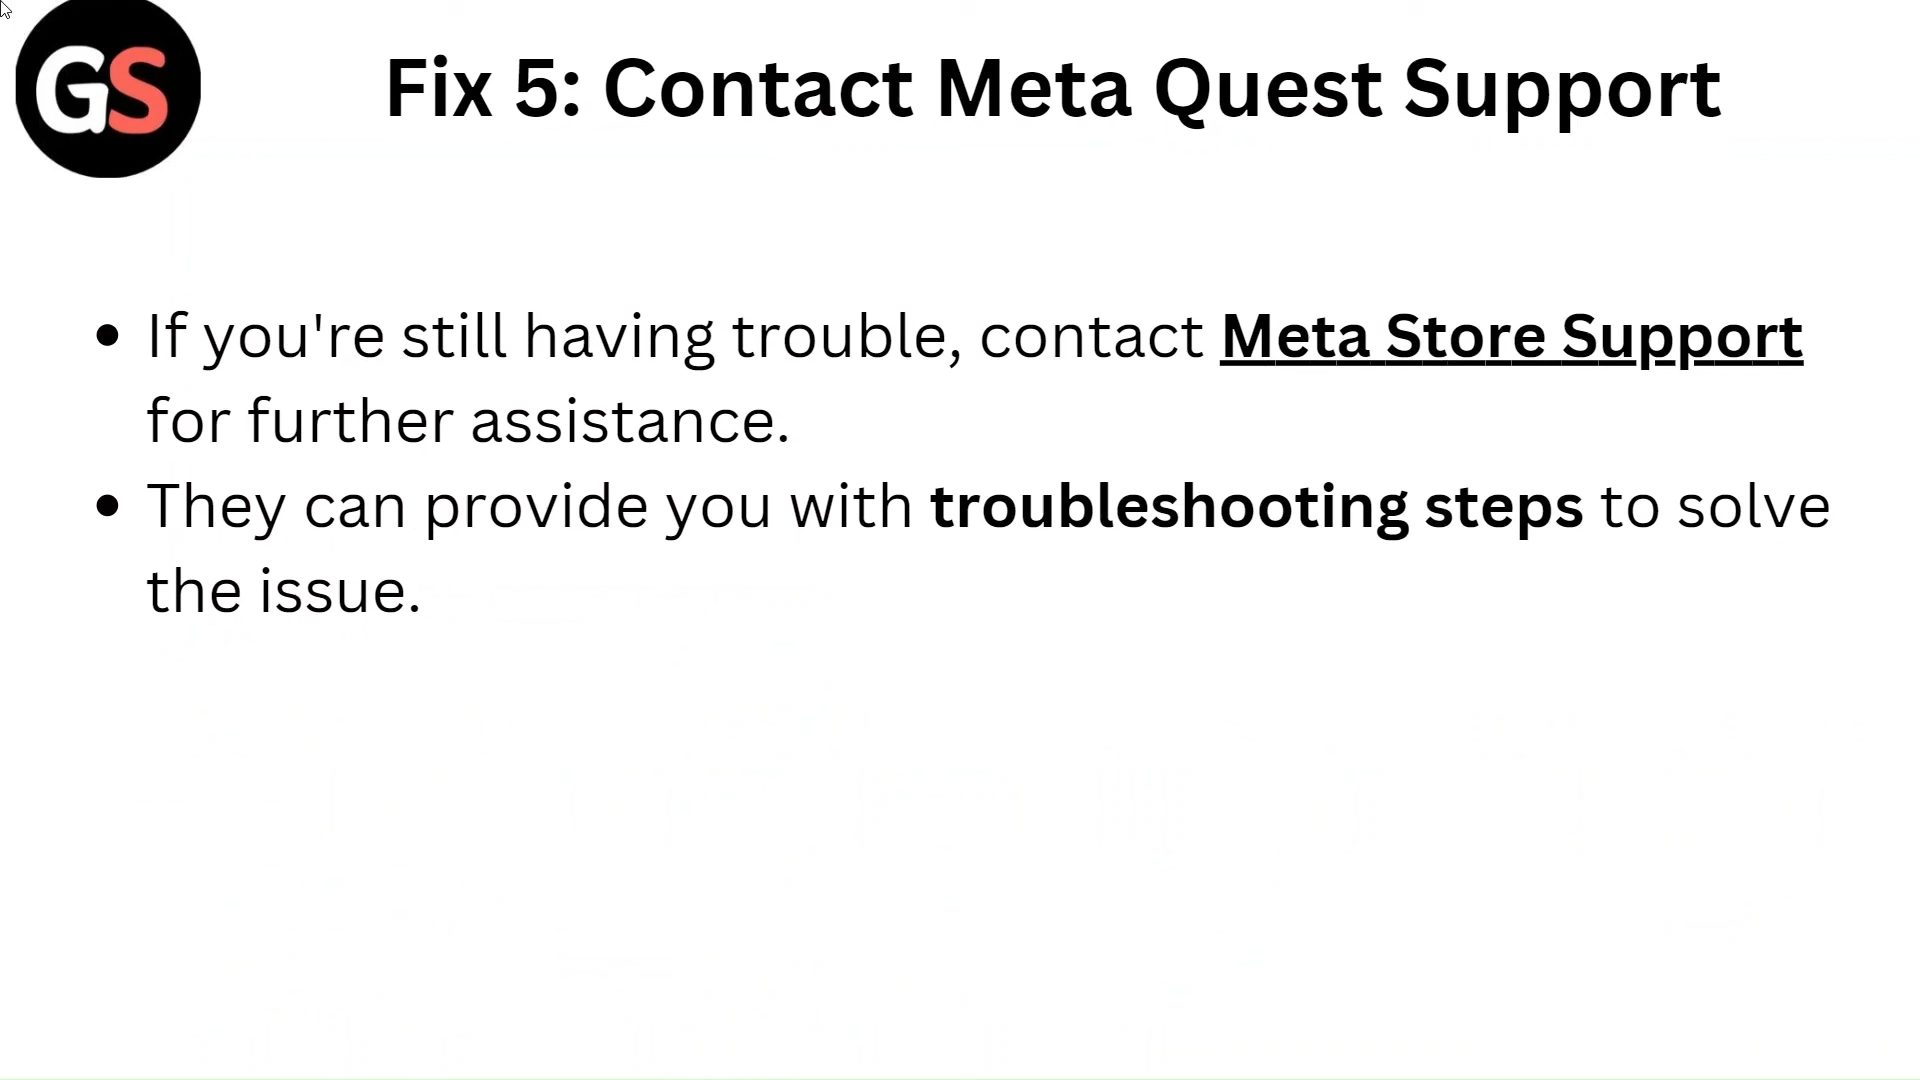 GS
Fix 5: Contact Meta Quest Support
• If you're still having trouble, contact Meta Store Support
for further assistance.
• They can provide you with troubleshooting steps to solve
the issue.